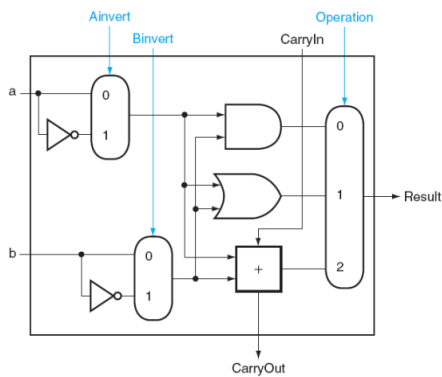 Ainvert
Operation
Binvert
CarryIn
a
0
1
0
1
Result
b
0
1
+
2
CarryOut